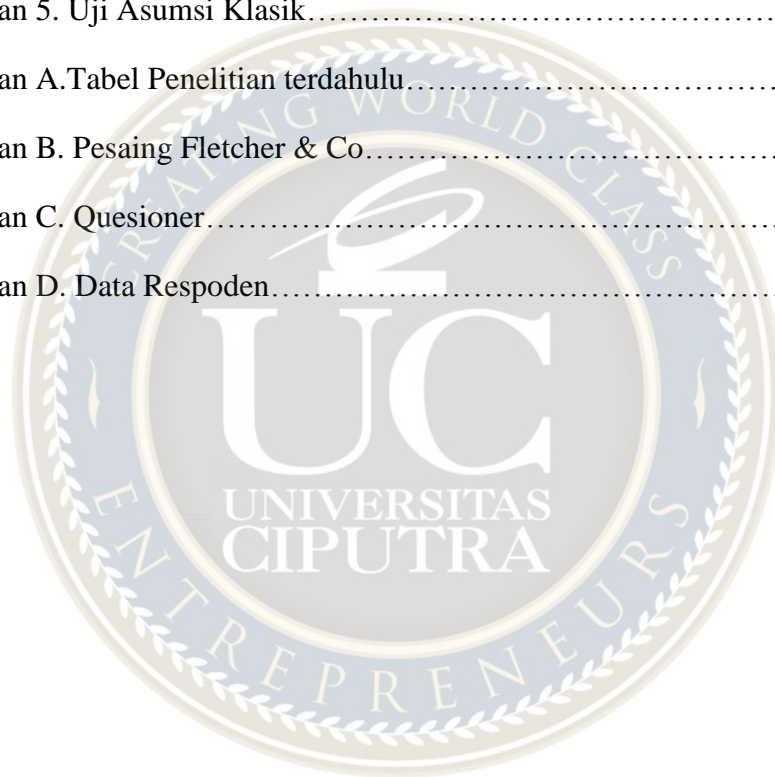 an 5. Uji Asumsi Klasik……………………………………………
an A.Tabel Penelitian terdahulu…………………………………
an B. Pesaing Fletcher & Co………………………………………
an C. Quesioner……………………………………………………
an D. Data Respoden………………………………………………
CREATING WORLD CLASS
UC
UNIVERSITAS
CIPUTRA
ENTREPRENEURS